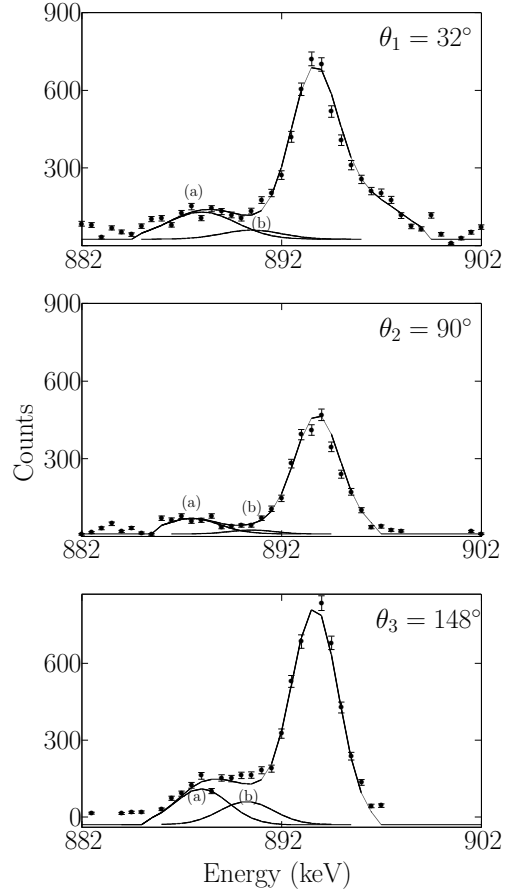 θ₁ = 32°
900
600
300
(a)
(b)
882
892
902
θ₂ = 90°
900
600
300
(a)
(b)
882
892
902
Counts
θ₃ = 148°
600
300
0
(a)
(b)
882
892
902
Energy (keV)